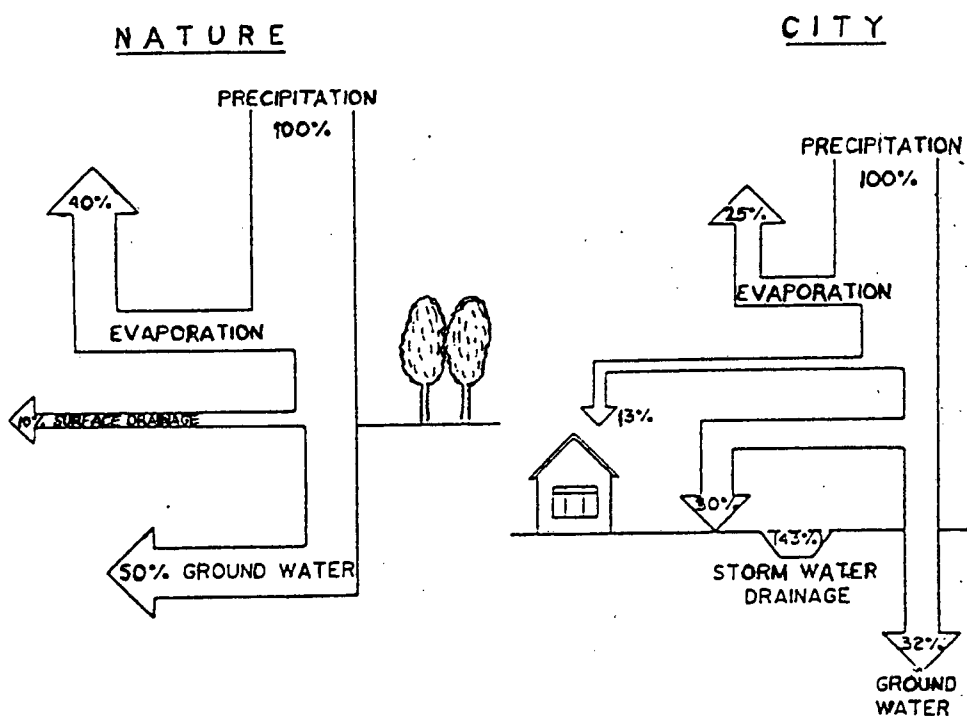 NATURE
PRECIPITATION
100%
40%
EVAPORATION
10% SURFACE DRAINAGE
50% GROUND WATER
CITY
PRECIPITATION
100%
25%
EVAPORATION
13%
30%
43%
STORM WATER
DRAINAGE
32%
GROUND
WATER